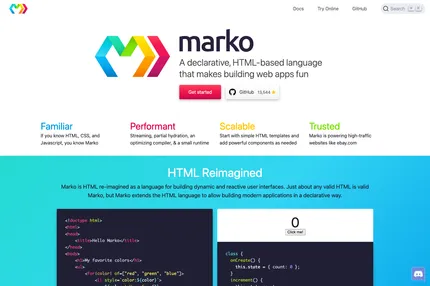 Docs Try Online GitHub Search
marko
A declarative, HTML-based language
that makes building web apps fun
Get started GitHub 13,544
Familiar
If you know HTML, CSS, and
Javascript, you know Marko
Performant
Streaming, partial hydration, an
optimizing compiler, & a small runtime
Scalable
Start with simple HTML templates and
add powerful components as needed
Trusted
Marko is powering high-traffic
websites like ebay.com
HTML Reimagined
Marko is HTML re-imagined as a language for building dynamic and reactive user interfaces. Just about any valid HTML is valid
Marko, but Marko extends the HTML language to allow building modern applications in a declarative way.
<!doctype html>
<html>
<head>
<title>Hello Marko</title>
</head>
<body>
<h1>My favorite colors</h1>
<ul>
<for|color| of=["red", "green", "blue"]>
<li style=`color:${color}`>
0
Click me!
class {
onCreate() {
this.state = { count: 0 };
}
increment() {